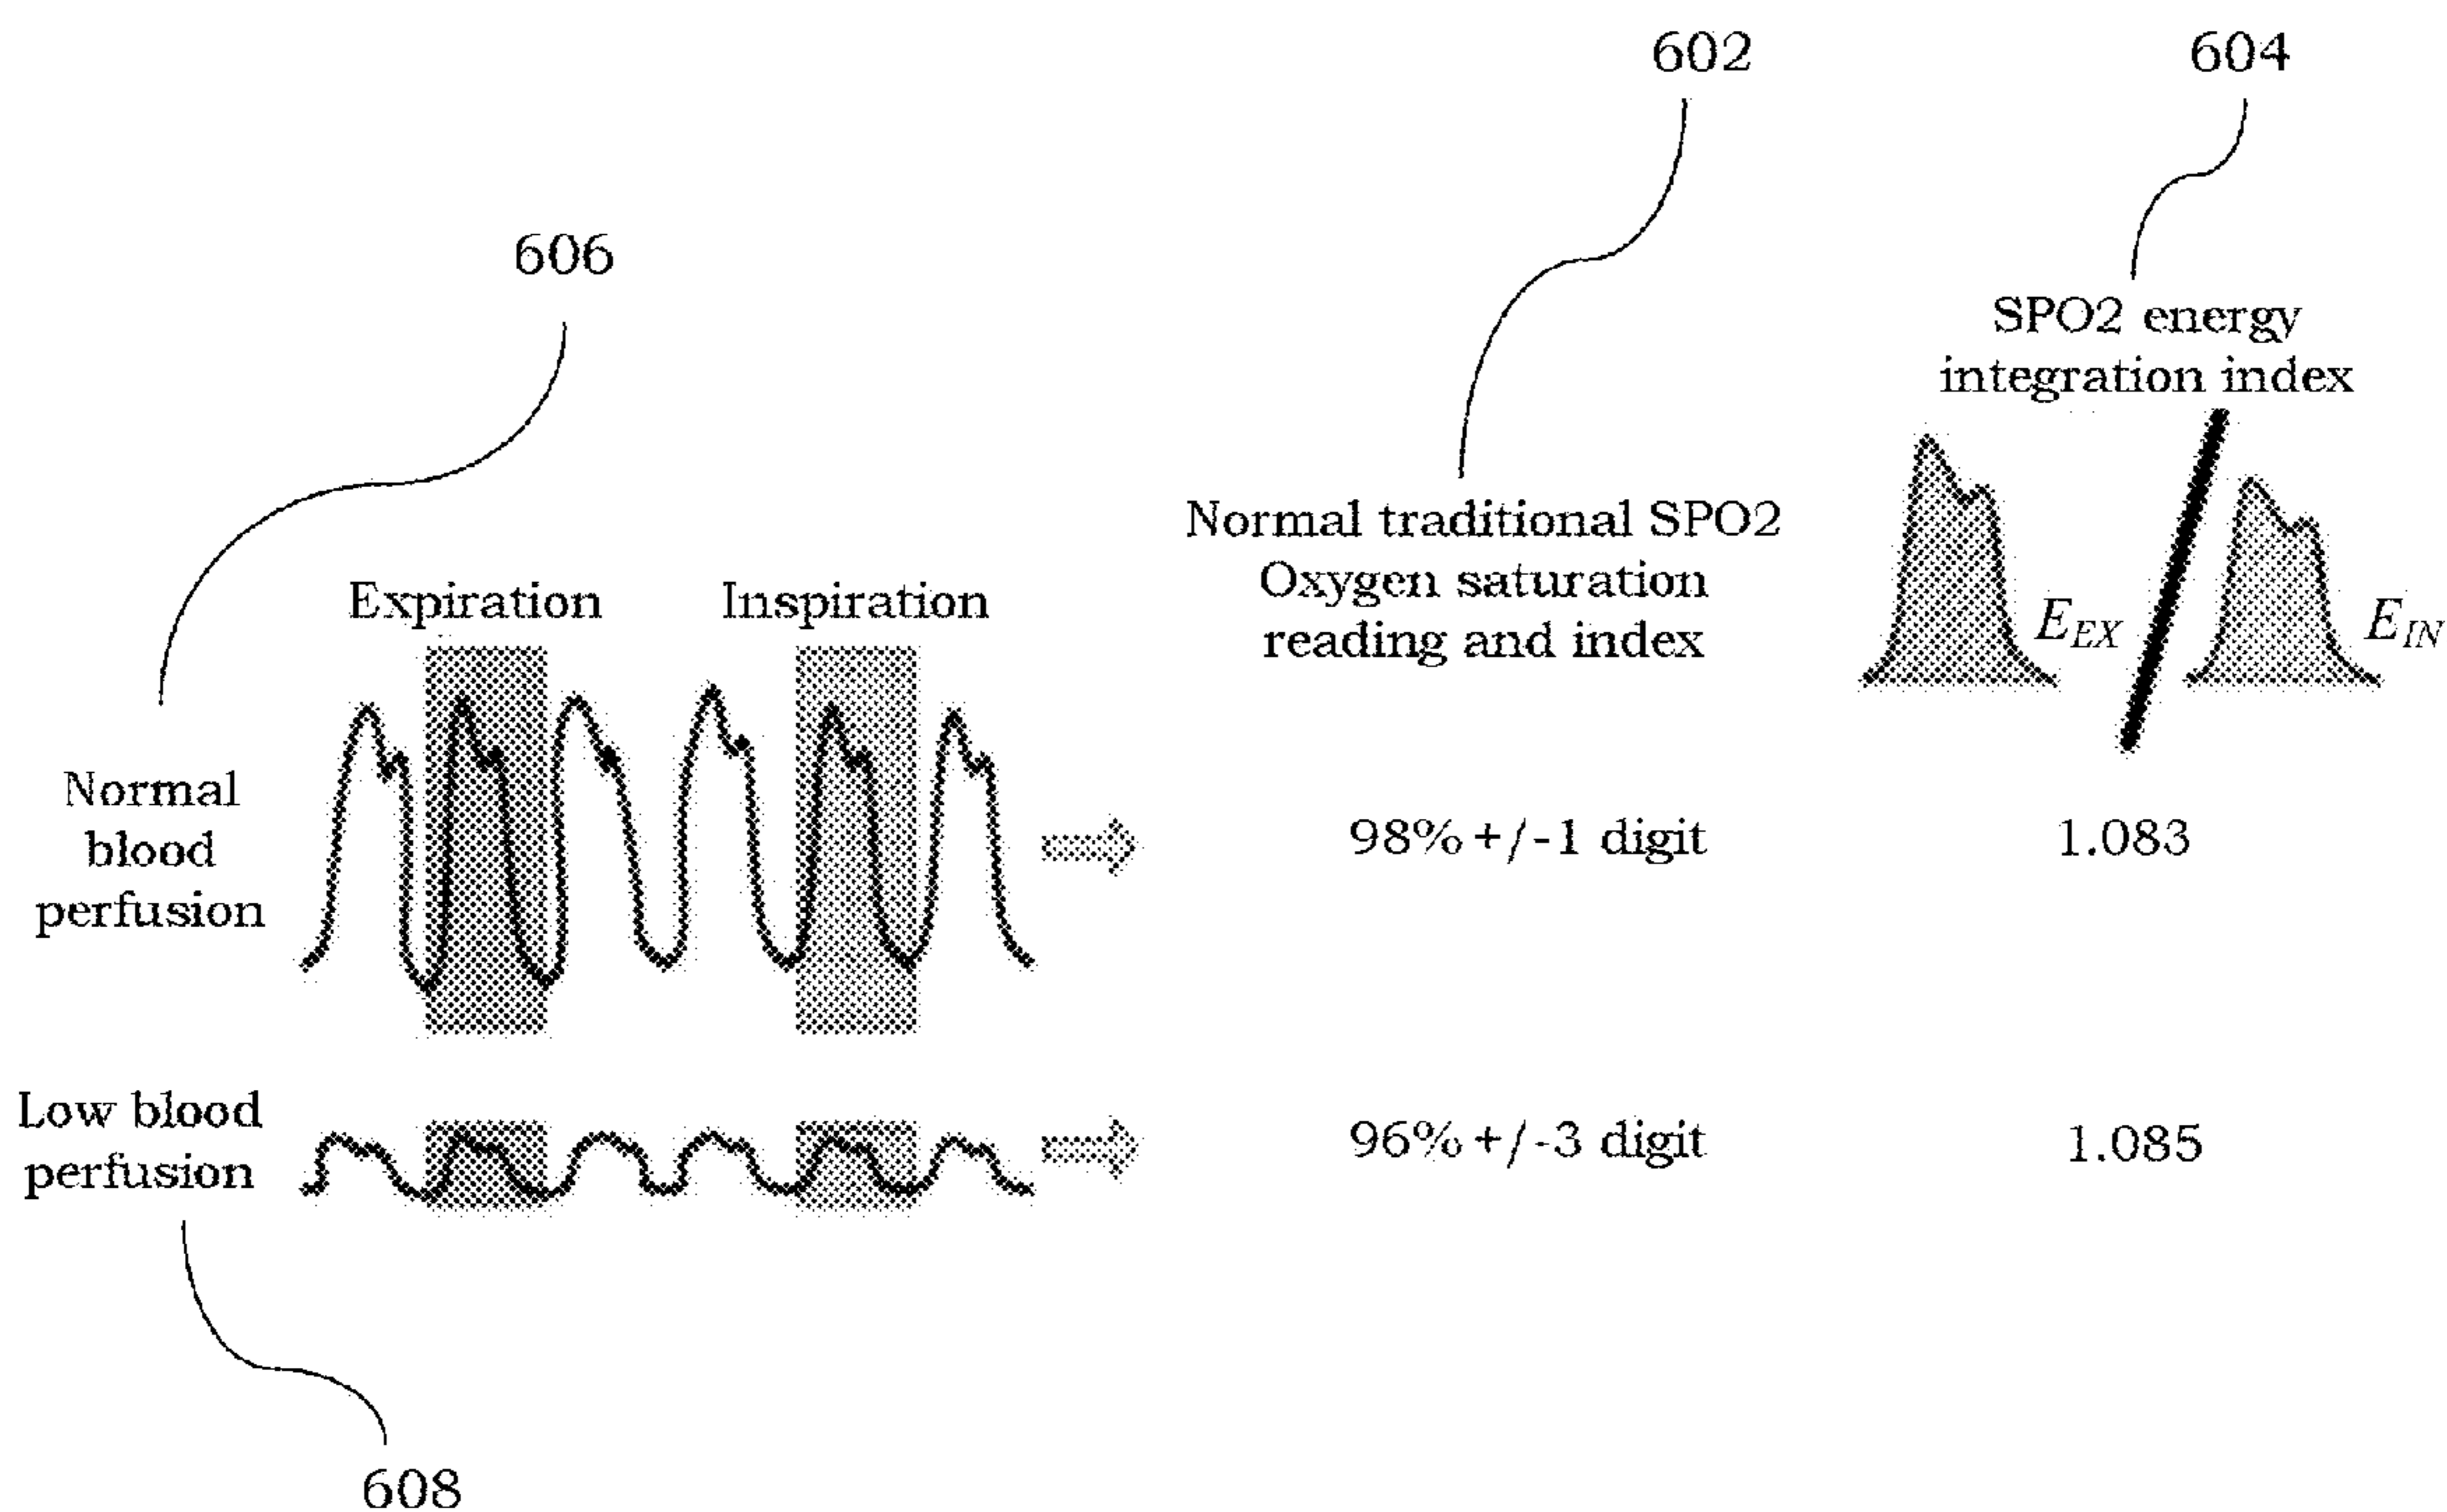 602
604
606
SPO2 energy
integration index
Normal traditional SPO2
Oxygen saturation
reading and index
Expiration
Inspiration
E_EX
E_IN
Normal
blood
perfusion
98% +/-1 digit
1.083
Low blood
perfusion
96% +/-3 digit
1.085
608